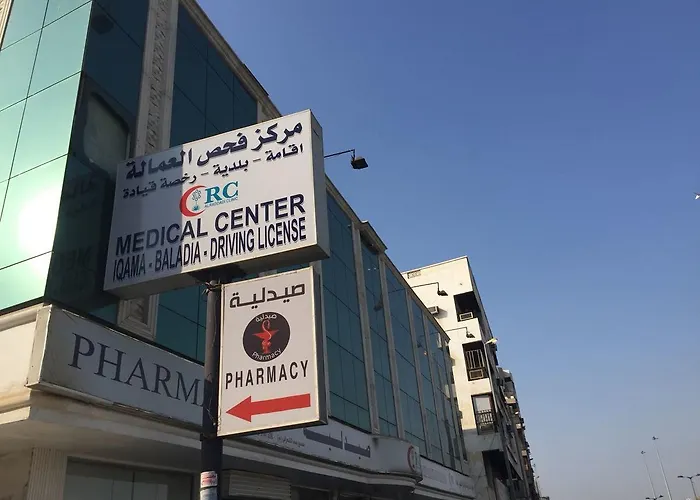 مركز فحص العمالة
اقامة - بلدية - رخصة قيادة
RC
MEDICAL CENTER
IQAMA - BALADIA - DRIVING LICENSE
صيدلية
صيدلية
Pharmacy
PHARMACY
PHARMA